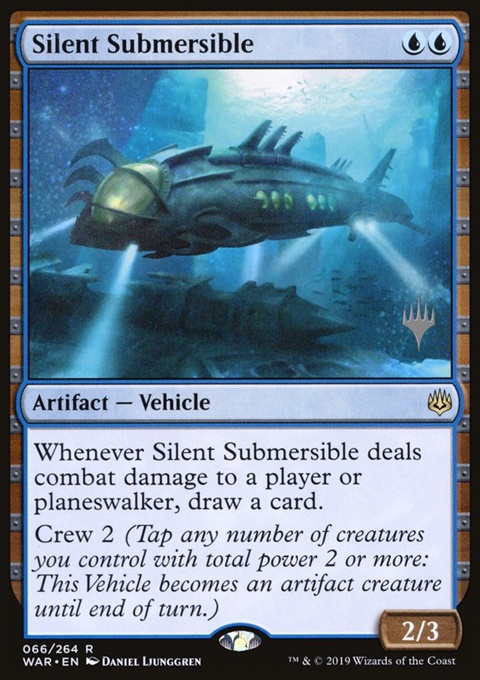 Silent Submersible
Artifact — Vehicle
Whenever Silent Submersible deals
combat damage to a player or
planeswalker, draw a card.
Crew 2 (Tap any number of creatures
you control with total power 2 or more:
This Vehicle becomes an artifact creature
until end of turn.)
2/3
066/264 R
WAR • EN Daniel Ljunggren
™ & © 2019 Wizards of the Coast